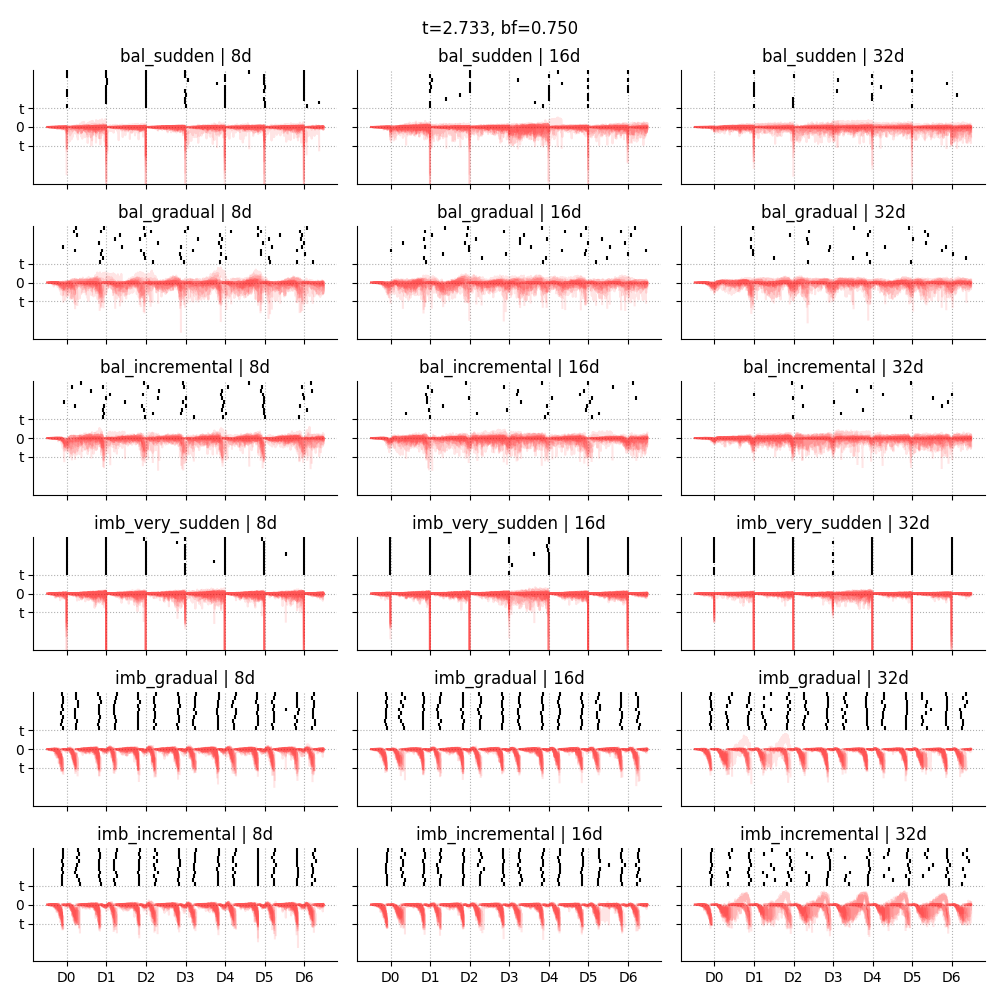 t=2.733, bf=0.750
bal_sudden | 8d
bal_sudden | 16d
bal_sudden | 32d
t
0
t
bal_gradual | 8d
bal_gradual | 16d
bal_gradual | 32d
t
0
t
bal_incremental | 8d
bal_incremental | 16d
bal_incremental | 32d
t
0
t
imb_very_sudden | 8d
imb_very_sudden | 16d
imb_very_sudden | 32d
t
0
t
imb_gradual | 8d
imb_gradual | 16d
imb_gradual | 32d
t
0
t
imb_incremental | 8d
imb_incremental | 16d
imb_incremental | 32d
t
0
t
D0 D1 D2 D3 D4 D5 D6
D0 D1 D2 D3 D4 D5 D6
D0 D1 D2 D3 D4 D5 D6